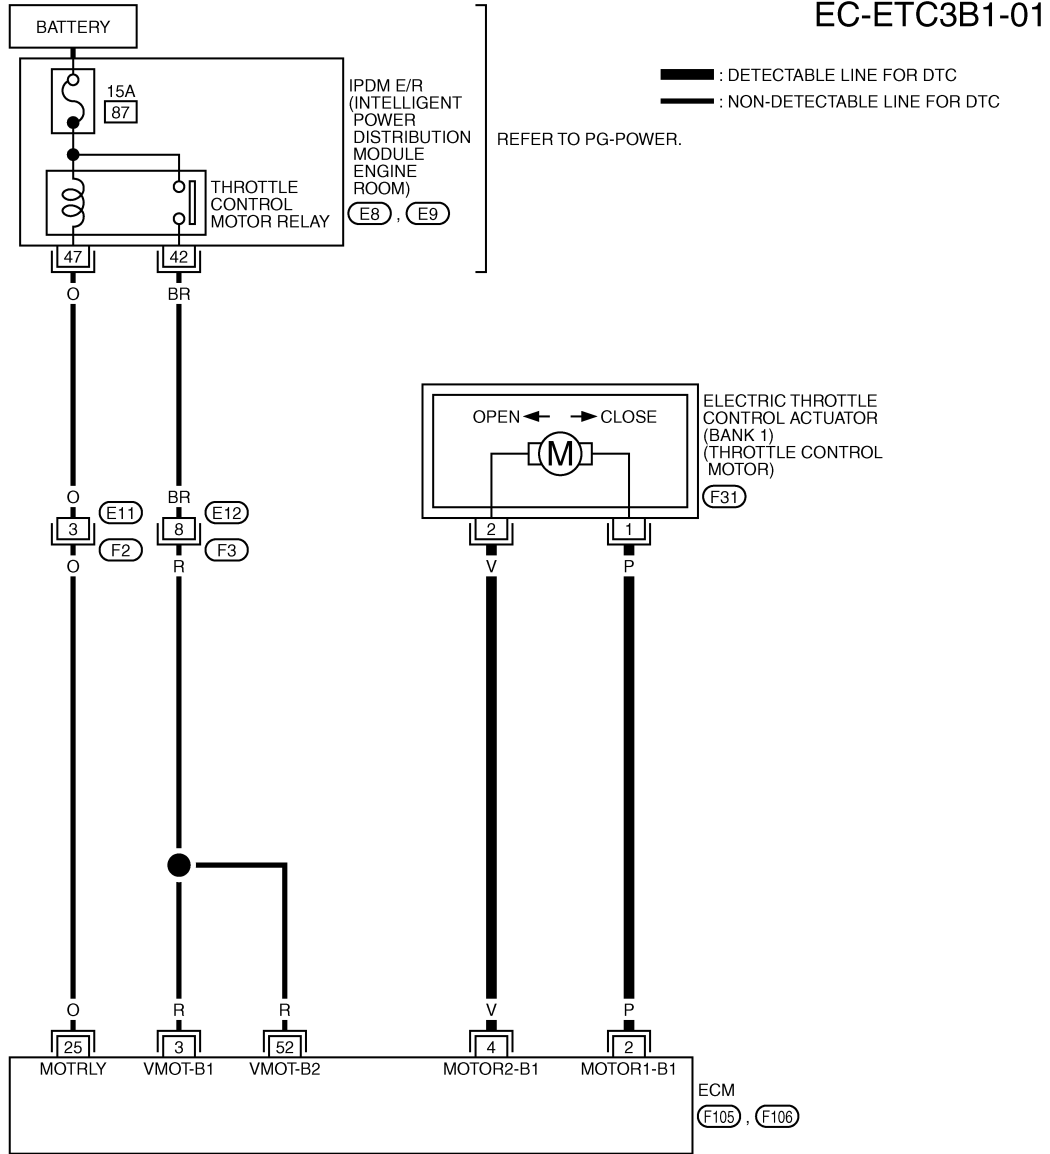 EC-ETC3B1-01
BATTERY
: DETECTABLE LINE FOR DTC
: NON-DETECTABLE LINE FOR DTC
15A
87
IPDM E/R
(INTELLIGENT
POWER
DISTRIBUTION
MODULE
ENGINE
ROOM)
E8 , E9
REFER TO PG-POWER.
THROTTLE
CONTROL
MOTOR RELAY
47 42
O BR
OPEN CLOSE
M
ELECTRIC THROTTLE
CONTROL ACTUATOR
(BANK 1)
(THROTTLE CONTROL
MOTOR)
F31
O BR
3 E11 8 E12
F2 F3
O R
2 1
V P
O R R V P
25 3 52 4 2
MOTRLY VMOT-B1 VMOT-B2 MOTOR2-B1 MOTOR1-B1
ECM
F105 , F106